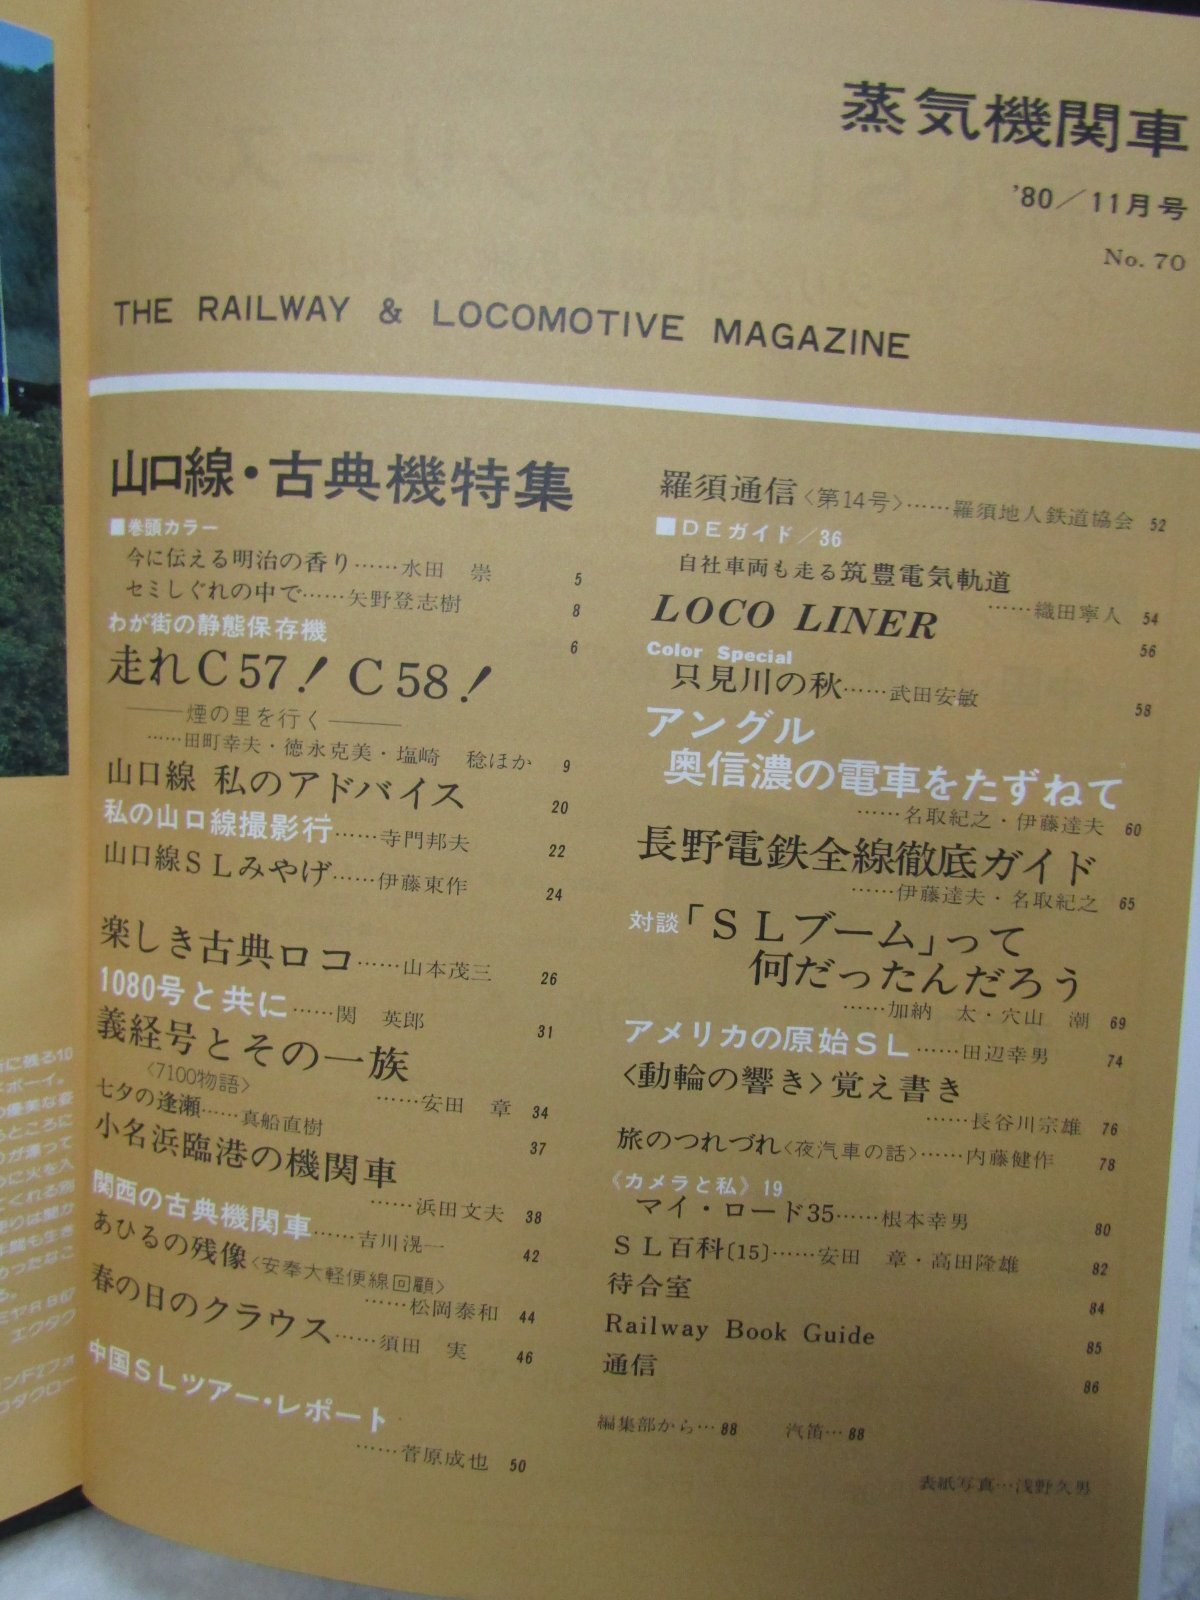 蒸気機関車
'80／11月号
No. 70
THE RAILWAY & LOCOMOTIVE MAGAZINE
山口線・古典機特集
■巻頭カラー
今に伝える明治の香り……水田　崇 5
セミしぐれの中で……矢野登志樹 8
わが街の静態保存機 6
走れC57！C58！
——煙の里を行く——
……田町幸夫・徳永克美・塩崎　稔ほか 9
山口線 私のアドバイス 20
私の山口線撮影行……寺門邦夫 22
山口線SLみやげ……伊藤東作 24
楽しき古典ロコ……山本茂三 26
1080号と共に……関　英郎 31
義経号とその一族
〈7100物語〉……安田　章 34
七夕の逢瀬……真船直樹 37
小名浜臨港の機関車
……浜田文夫 38
関西の古典機関車……吉川滉一 42
あひるの残像〈安奉大軽便線回顧〉
……松岡泰和 44
春の日のクラウス……須田　実 46
中国SLツアー・レポート
……菅原成也 50
羅須通信〈第14号〉……羅須地人鉄道協会 52
■DEガイド／36
自社車両も走る筑豊電気軌道
……織田寧人 54
LOCO LINER 56
Color Special
只見川の秋……武田安敏 58
アングル
奥信濃の電車をたずねて
……名取紀之・伊藤達夫 60
長野電鉄全線徹底ガイド
……伊藤達夫・名取紀之 65
対談「SLブーム」って
何だったんだろう
……加納　太・穴山　潮 69
アメリカの原始SL……田辺幸男 74
〈動輪の響き〉覚え書き
……長谷川宗雄 76
旅のつれづれ〈夜汽車の話〉……内藤健作 78
《カメラと私》19
マイ・ロード35……根本幸男 80
SL百科〔15〕……安田　章・高田隆雄 82
待合室 84
Railway Book Guide 85
通信 86
編集部から…88　汽笛…88
表紙写真…浅野久男